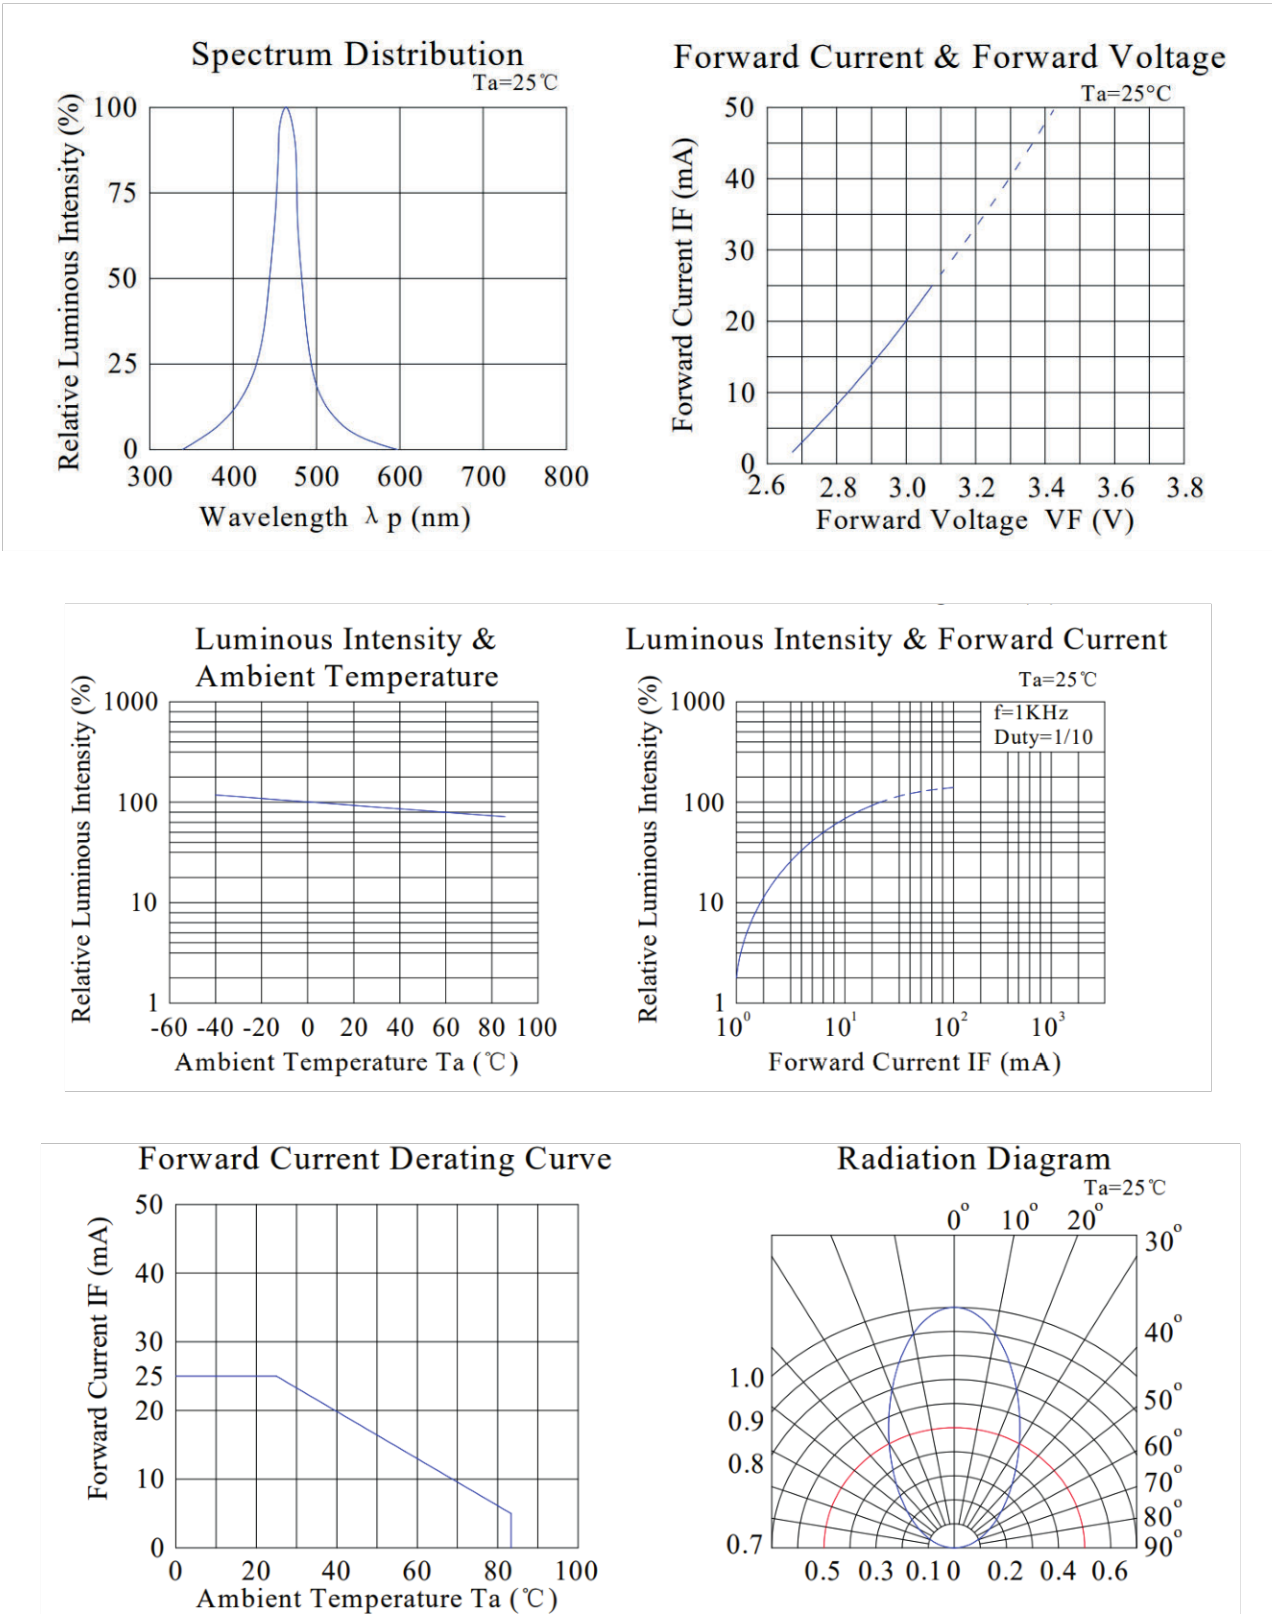 Spectrum Distribution
Ta=25℃
Relative Luminous Intensity (%)
100
75
50
25
0
300 400 500 600 700 800
Wavelength λ p (nm)
Forward Current & Forward Voltage
Ta=25°C
Forward Current IF (mA)
50
40
30
20
10
0
2.6 2.8 3.0 3.2 3.4 3.6 3.8
Forward Voltage VF (V)
Luminous Intensity &
Ambient Temperature
Relative Luminous Intensity (%)
1000
100
10
1
-60 -40 -20 0 20 40 60 80 100
Ambient Temperature Ta (℃)
Luminous Intensity & Forward Current
Ta=25℃
f=1KHz
Duty=1/10
Relative Luminous Intensity (%)
1000
100
10
1
10⁰ 10¹ 10² 10³
Forward Current IF (mA)
Forward Current Derating Curve
Forward Current IF (mA)
50
40
30
25
20
10
0
0 20 40 60 80 100
Ambient Temperature Ta (℃)
Radiation Diagram
Ta=25℃
0° 10° 20°
30°
40°
50°
60°
70°
80°
90°
1.0
0.9
0.8
0.7
0.5 0.3 0.1 0 0.2 0.4 0.6